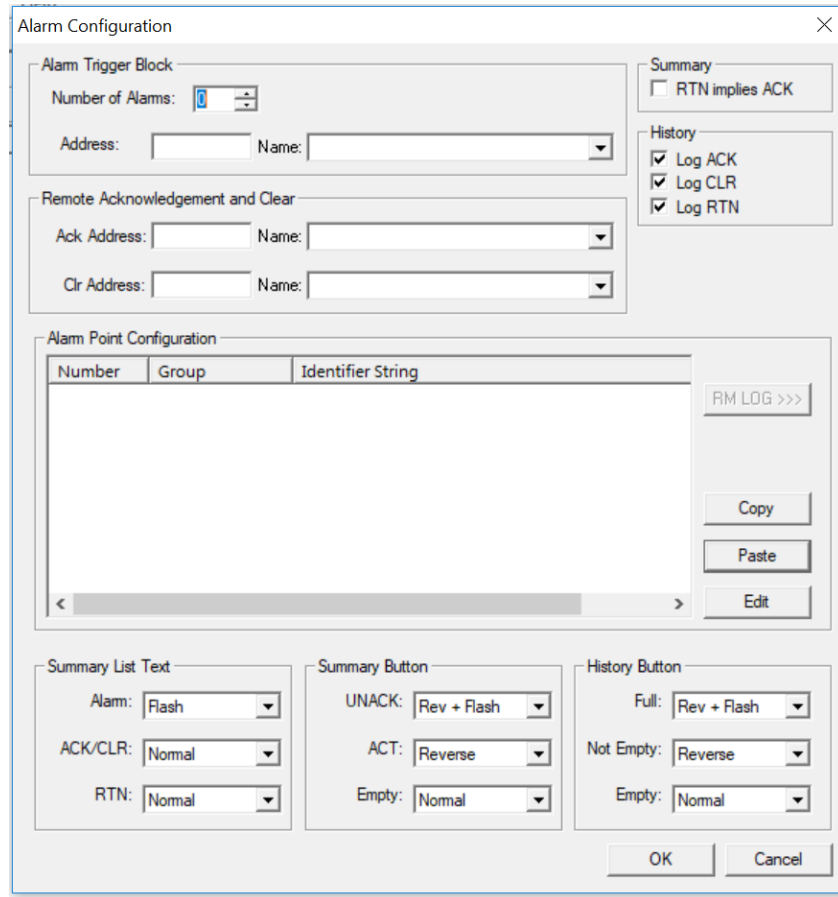 Alarm Configuration
Alarm Trigger Block
Number of Alarms: 0
Address: Name:
Summary
RTN implies ACK
History
Log ACK
Log CLR
Log RTN
Remote Acknowledgement and Clear
Ack Address: Name:
Clr Address: Name:
Alarm Point Configuration
Number Group Identifier String
RM LOG >>>
Copy
Paste
Edit
Summary List Text
Alarm: Flash
ACK/CLR: Normal
RTN: Normal
Summary Button
UNACK: Rev + Flash
ACT: Reverse
Empty: Normal
History Button
Full: Rev + Flash
Not Empty: Reverse
Empty: Normal
OK Cancel